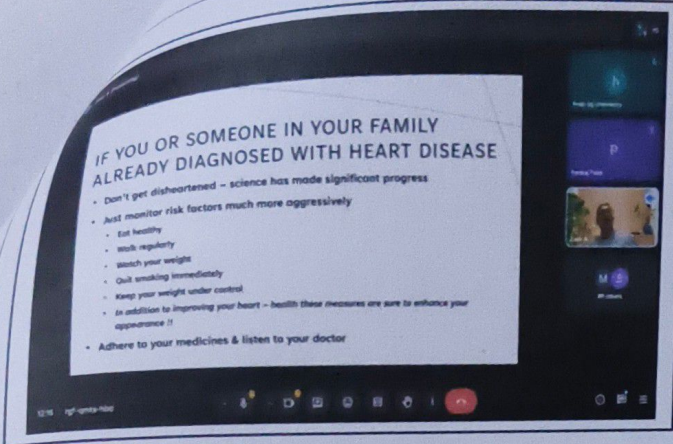 IF YOU OR SOMEONE IN YOUR FAMILY
ALREADY DIAGNOSED WITH HEART DISEASE
• Don't get disheartened – science has made significant progress
• Just monitor risk factors much more aggressively
• Eat healthy
• Walk regularly
• Watch your weight
• Quit smoking immediately
• Keep your weight under control
• In addition to improving your heart – health these measures are sure to enhance your
appearance !!
• Adhere to your medicines & listen to your doctor
P
M
12:16